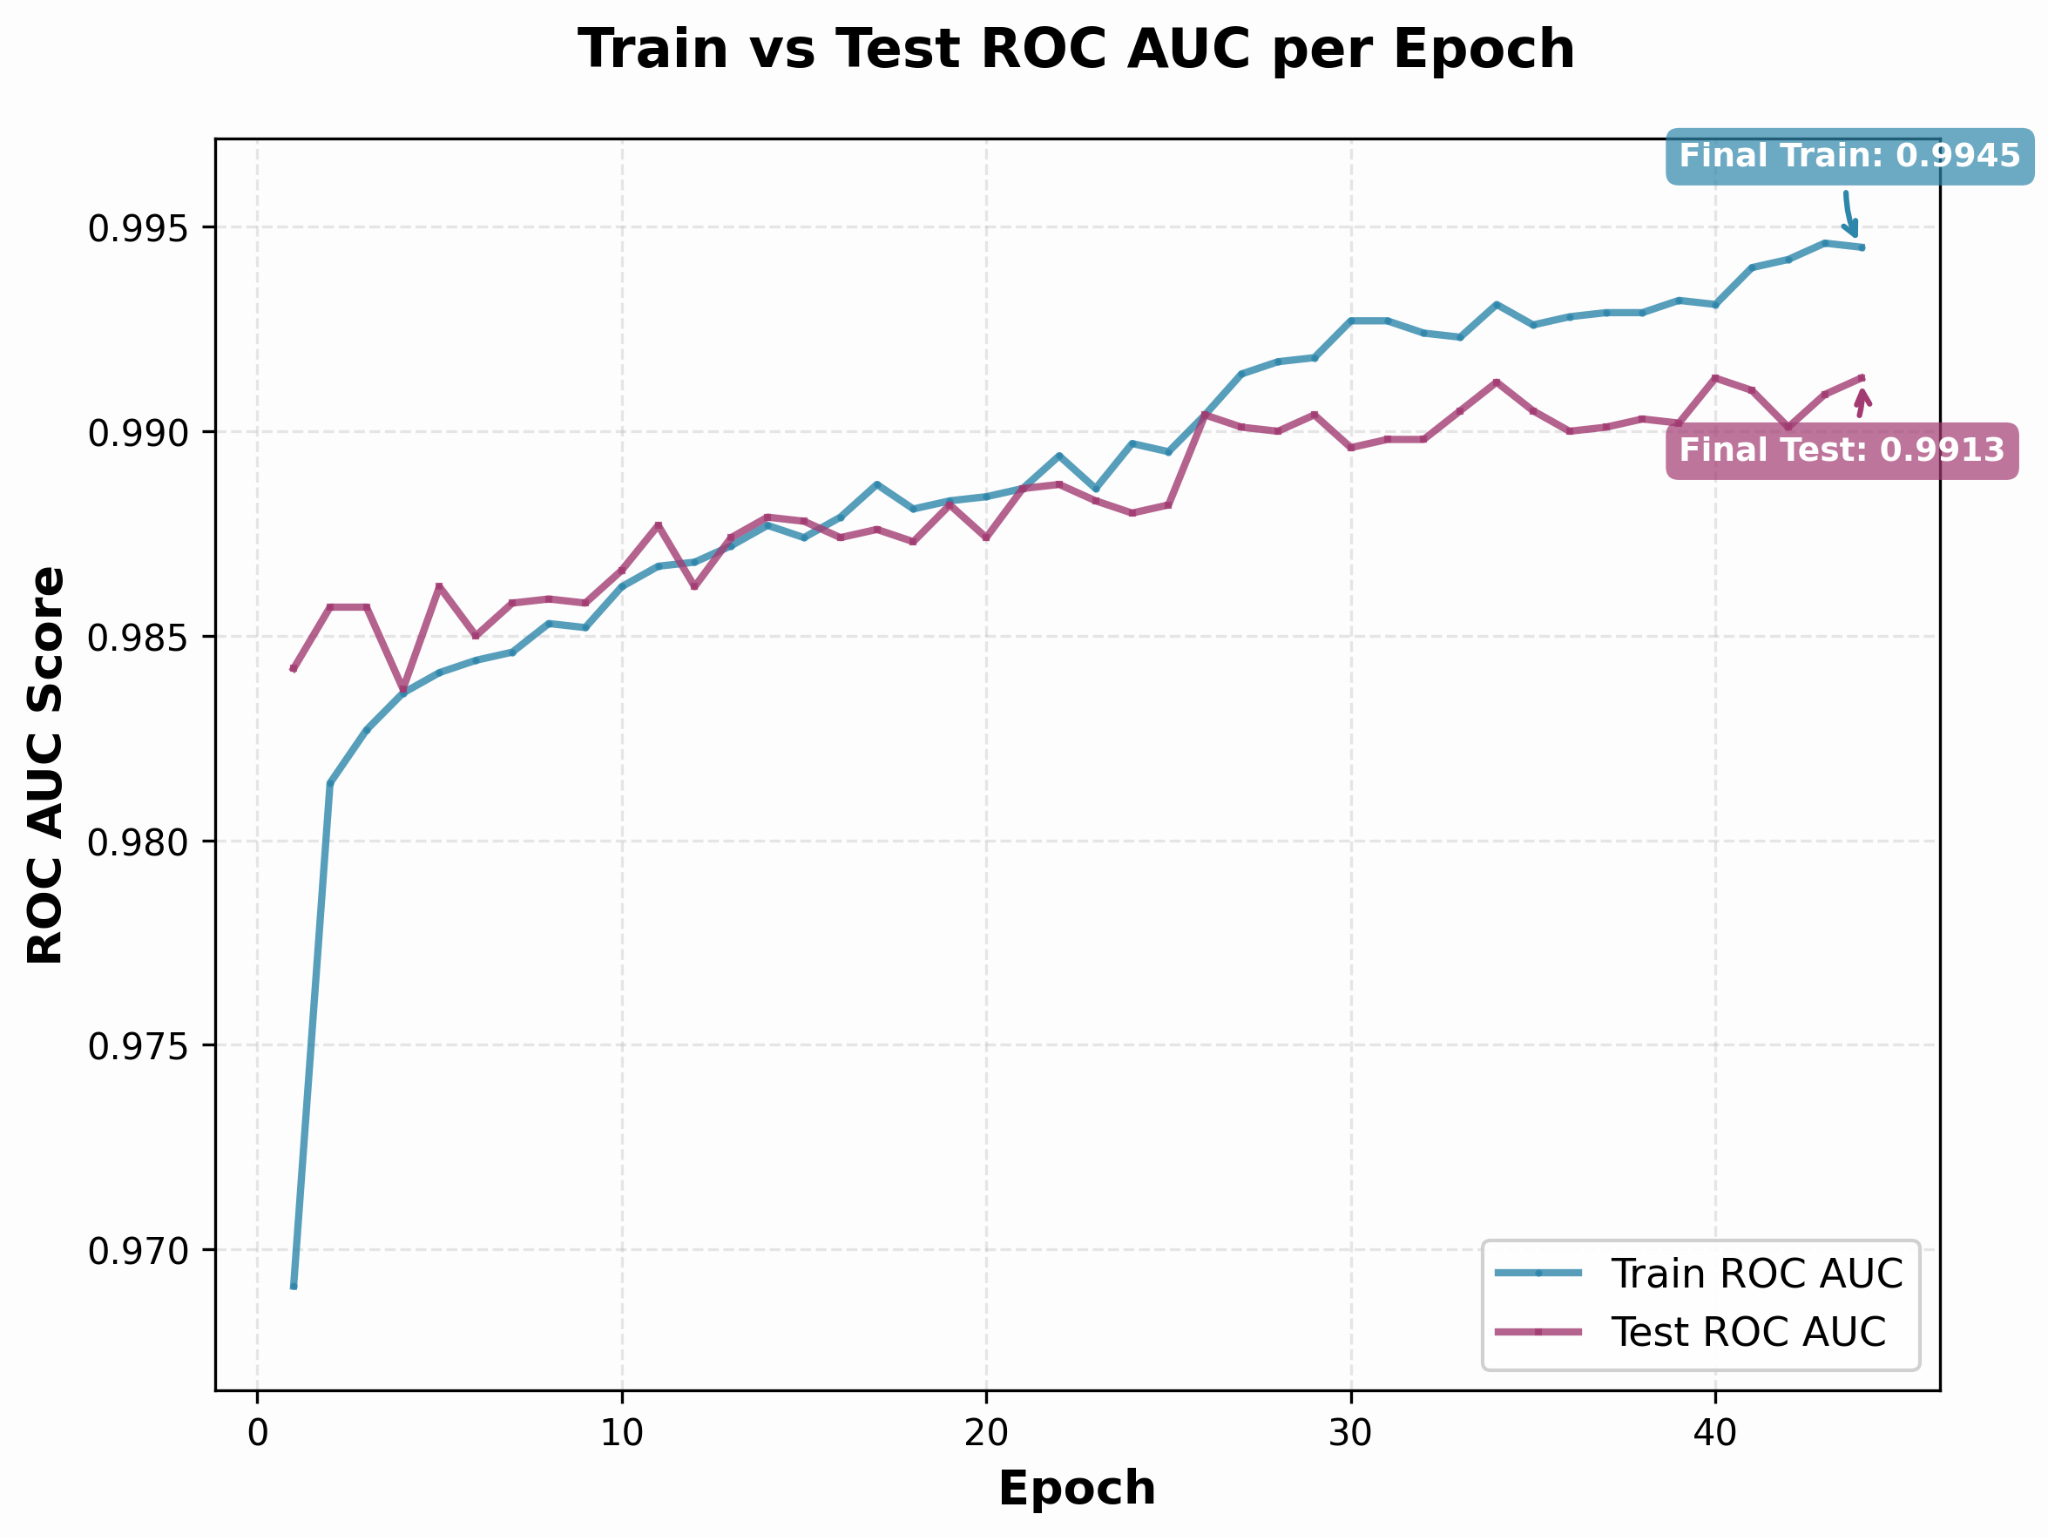 Train vs Test ROC AUC per Epoch
Final Train: 0.9945
0.995
0.990
Final Test: 0.9913
0.985
0.980
0.975
0.970
ROC AUC Score
Train ROC AUC
Test ROC AUC
0 10 20 30 40
Epoch